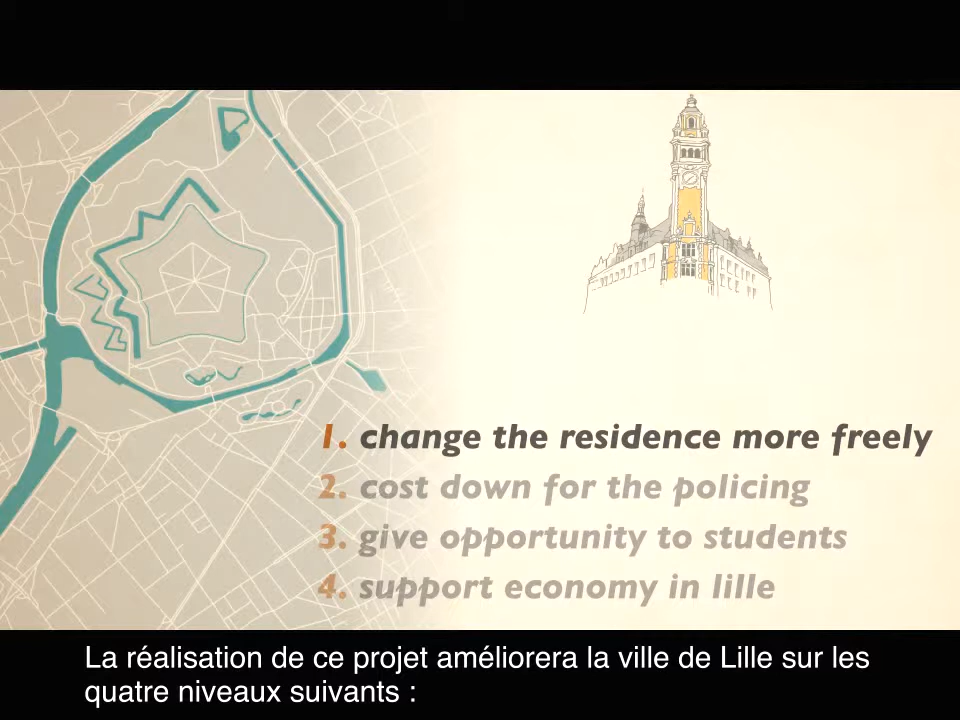 1. change the residence more freely
2. cost down for the policing
3. give opportunity to students
4. support economy in lille
La réalisation de ce projet améliorera la ville de Lille sur les
quatre niveaux suivants :